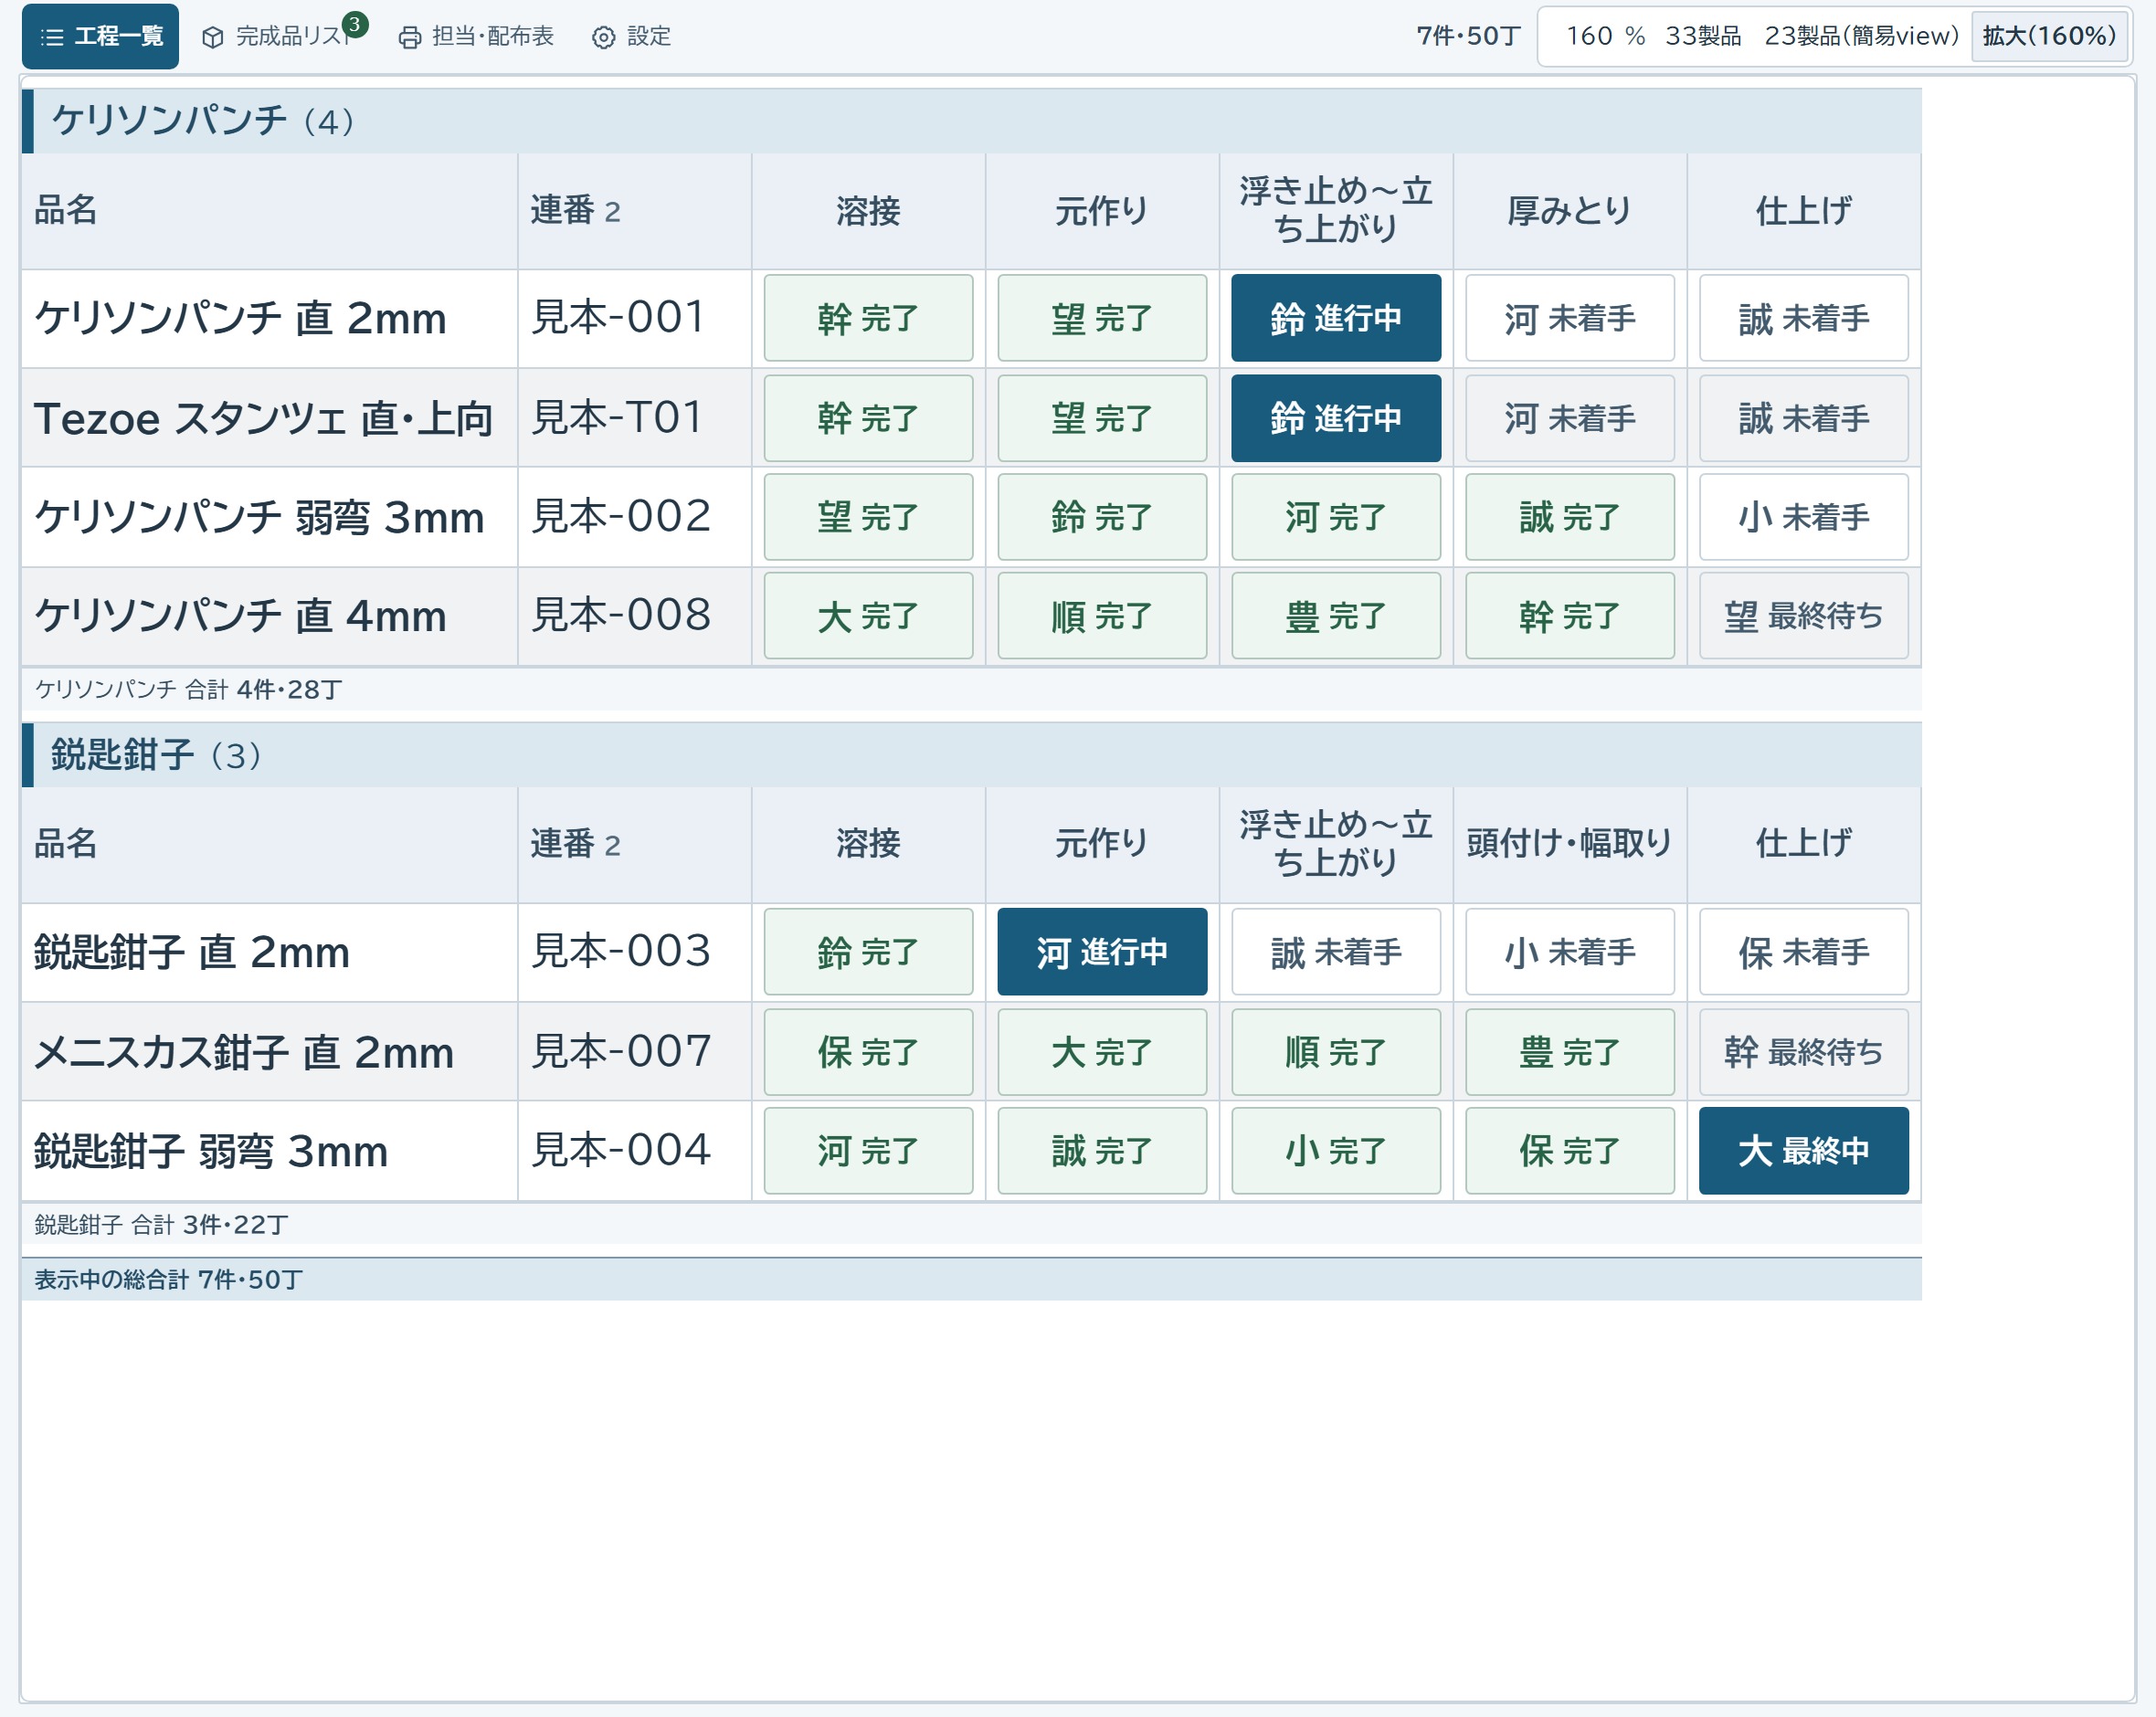 工程一覧 完成品リスト 3 担当・配布表 設定 7件・50丁 160 % 33製品 23製品(簡易view) 拡大(160%)
ケリソンパンチ (4)
品名 連番 2 溶接 元作り 浮き止め～立ち上がり 厚みとり 仕上げ
ケリソンパンチ 直 2mm 見本-001 幹 完了 望 完了 鈴 進行中 河 未着手 誠 未着手
Tezoe スタンツェ 直・上向 見本-T01 幹 完了 望 完了 鈴 進行中 河 未着手 誠 未着手
ケリソンパンチ 弱弯 3mm 見本-002 望 完了 鈴 完了 河 完了 誠 完了 小 未着手
ケリソンパンチ 直 4mm 見本-008 大 完了 順 完了 豊 完了 幹 完了 望 最終待ち
ケリソンパンチ 合計 4件・28丁
鋭匙鉗子 (3)
品名 連番 2 溶接 元作り 浮き止め～立ち上がり 頭付け・幅取り 仕上げ
鋭匙鉗子 直 2mm 見本-003 鈴 完了 河 進行中 誠 未着手 小 未着手 保 未着手
メニスカス鉗子 直 2mm 見本-007 保 完了 大 完了 順 完了 豊 完了 幹 最終待ち
鋭匙鉗子 弱弯 3mm 見本-004 河 完了 誠 完了 小 完了 保 完了 大 最終中
鋭匙鉗子 合計 3件・22丁
表示中の総合計 7件・50丁